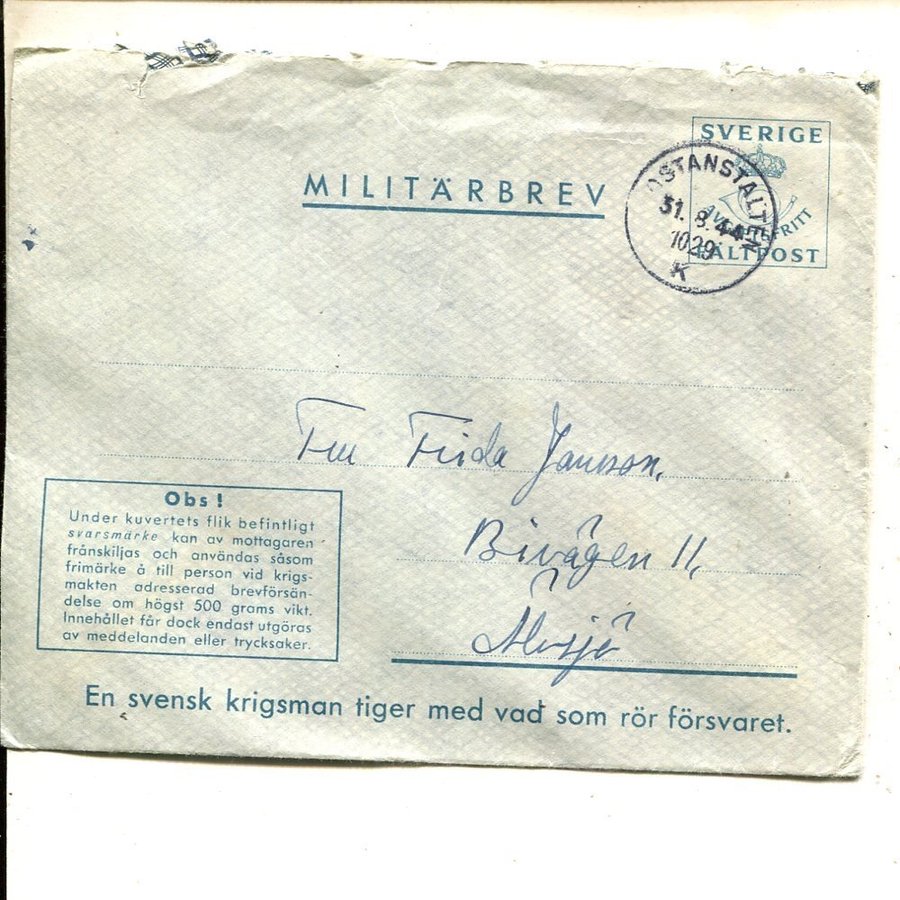 SVERIGE
MILITÄRBREV
POSTANSTALTEN
31.8.44
1029
K
AVGIFTSFRITT
FÄLTPOST
Fru Frida Jansson,
Bivägen 11,
Älvsjö
Obs!
Under kuvertets flik befintligt
svarsmärke kan av mottagaren
frånskiljas och användas såsom
frimärke å till person vid krigs-
makten adresserad brevförsän-
delse om högst 500 grams vikt.
Innehållet får dock endast utgöras
av meddelanden eller trycksaker.
En svensk krigsman tiger med vad som rör försvaret.